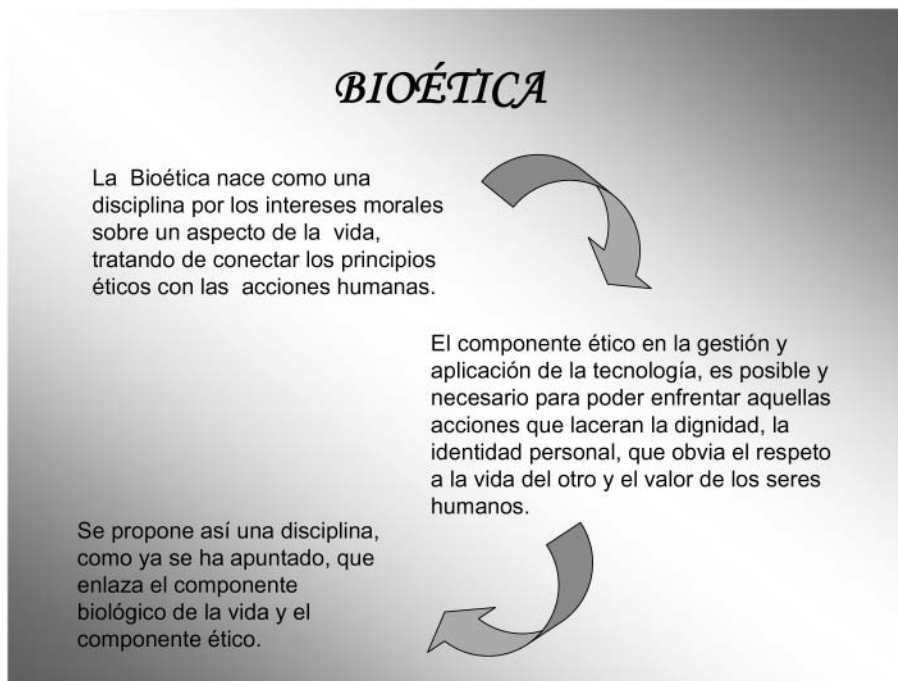 BIOÉTICA
La Bioética nace como una
disciplina por los intereses morales
sobre un aspecto de la vida,
tratando de conectar los principios
éticos con las acciones humanas.
El componente ético en la gestión y
aplicación de la tecnología, es posible y
necesario para poder enfrentar aquellas
acciones que laceran la dignidad, la
identidad personal, que obvia el respeto
a la vida del otro y el valor de los seres
humanos.
Se propone así una disciplina,
como ya se ha apuntado, que
enlaza el componente
biológico de la vida y el
componente ético.